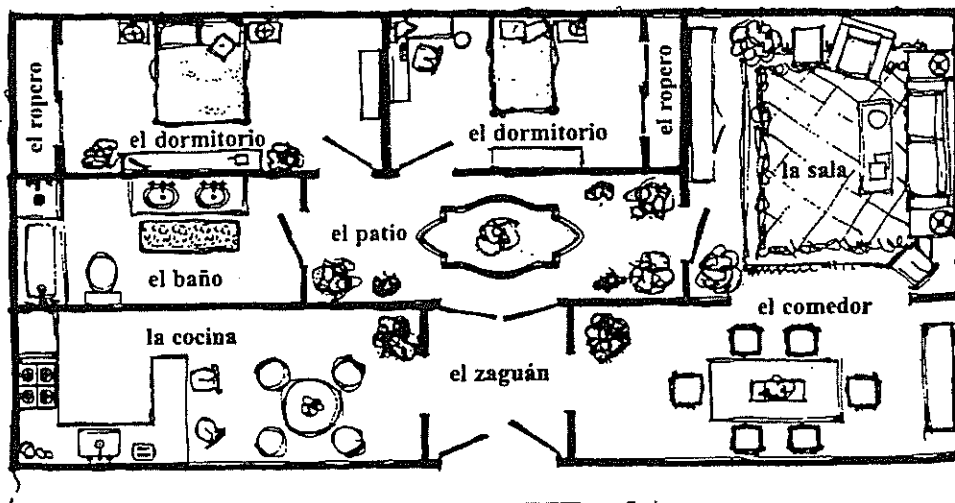 el ropero
el dormitorio
el dormitorio
el ropero
la sala
el patio
el baño
el comedor
la cocina
el zaguán